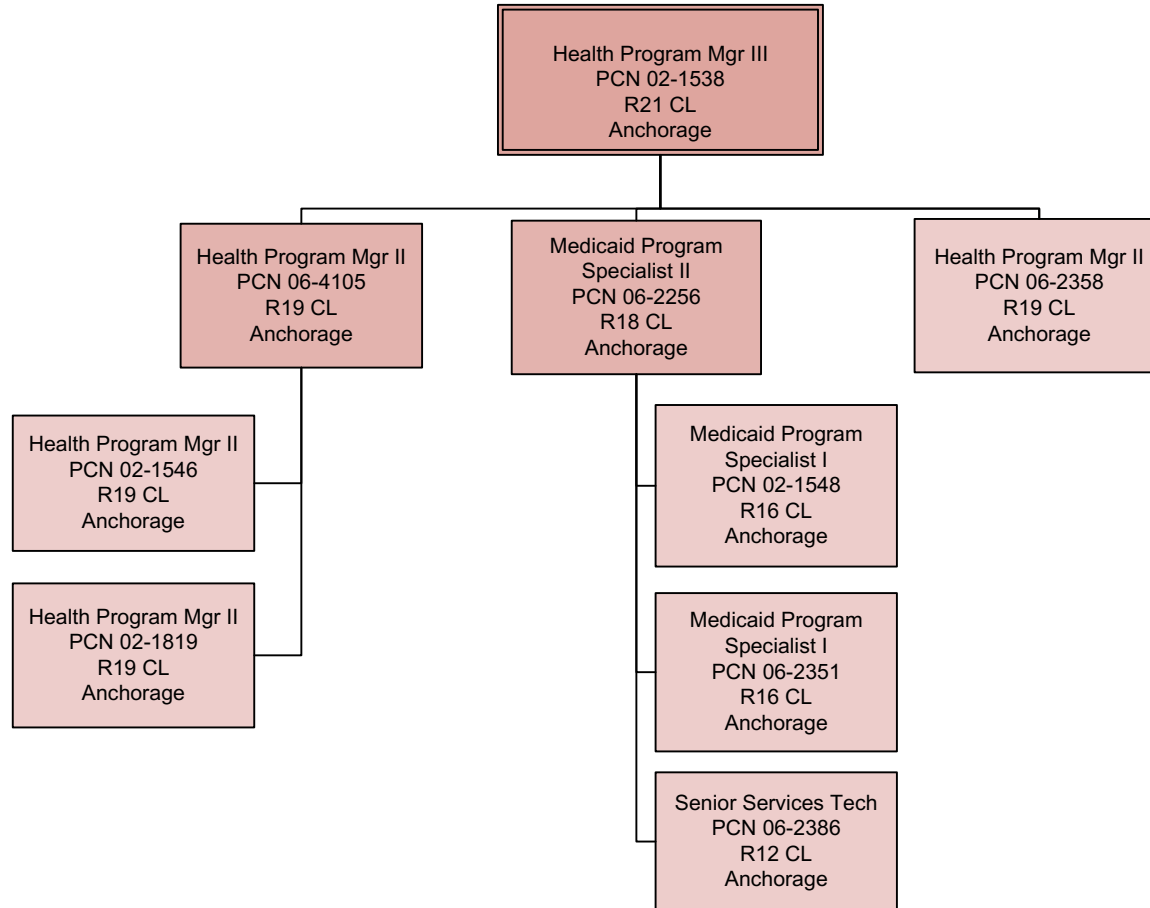 Health Program Mgr III
PCN 02-1538
R21 CL
Anchorage
Health Program Mgr II
PCN 06-4105
R19 CL
Anchorage
Medicaid Program
Specialist II
PCN 06-2256
R18 CL
Anchorage
Health Program Mgr II
PCN 06-2358
R19 CL
Anchorage
Health Program Mgr II
PCN 02-1546
R19 CL
Anchorage
Health Program Mgr II
PCN 02-1819
R19 CL
Anchorage
Medicaid Program
Specialist I
PCN 02-1548
R16 CL
Anchorage
Medicaid Program
Specialist I
PCN 06-2351
R16 CL
Anchorage
Senior Services Tech
PCN 06-2386
R12 CL
Anchorage